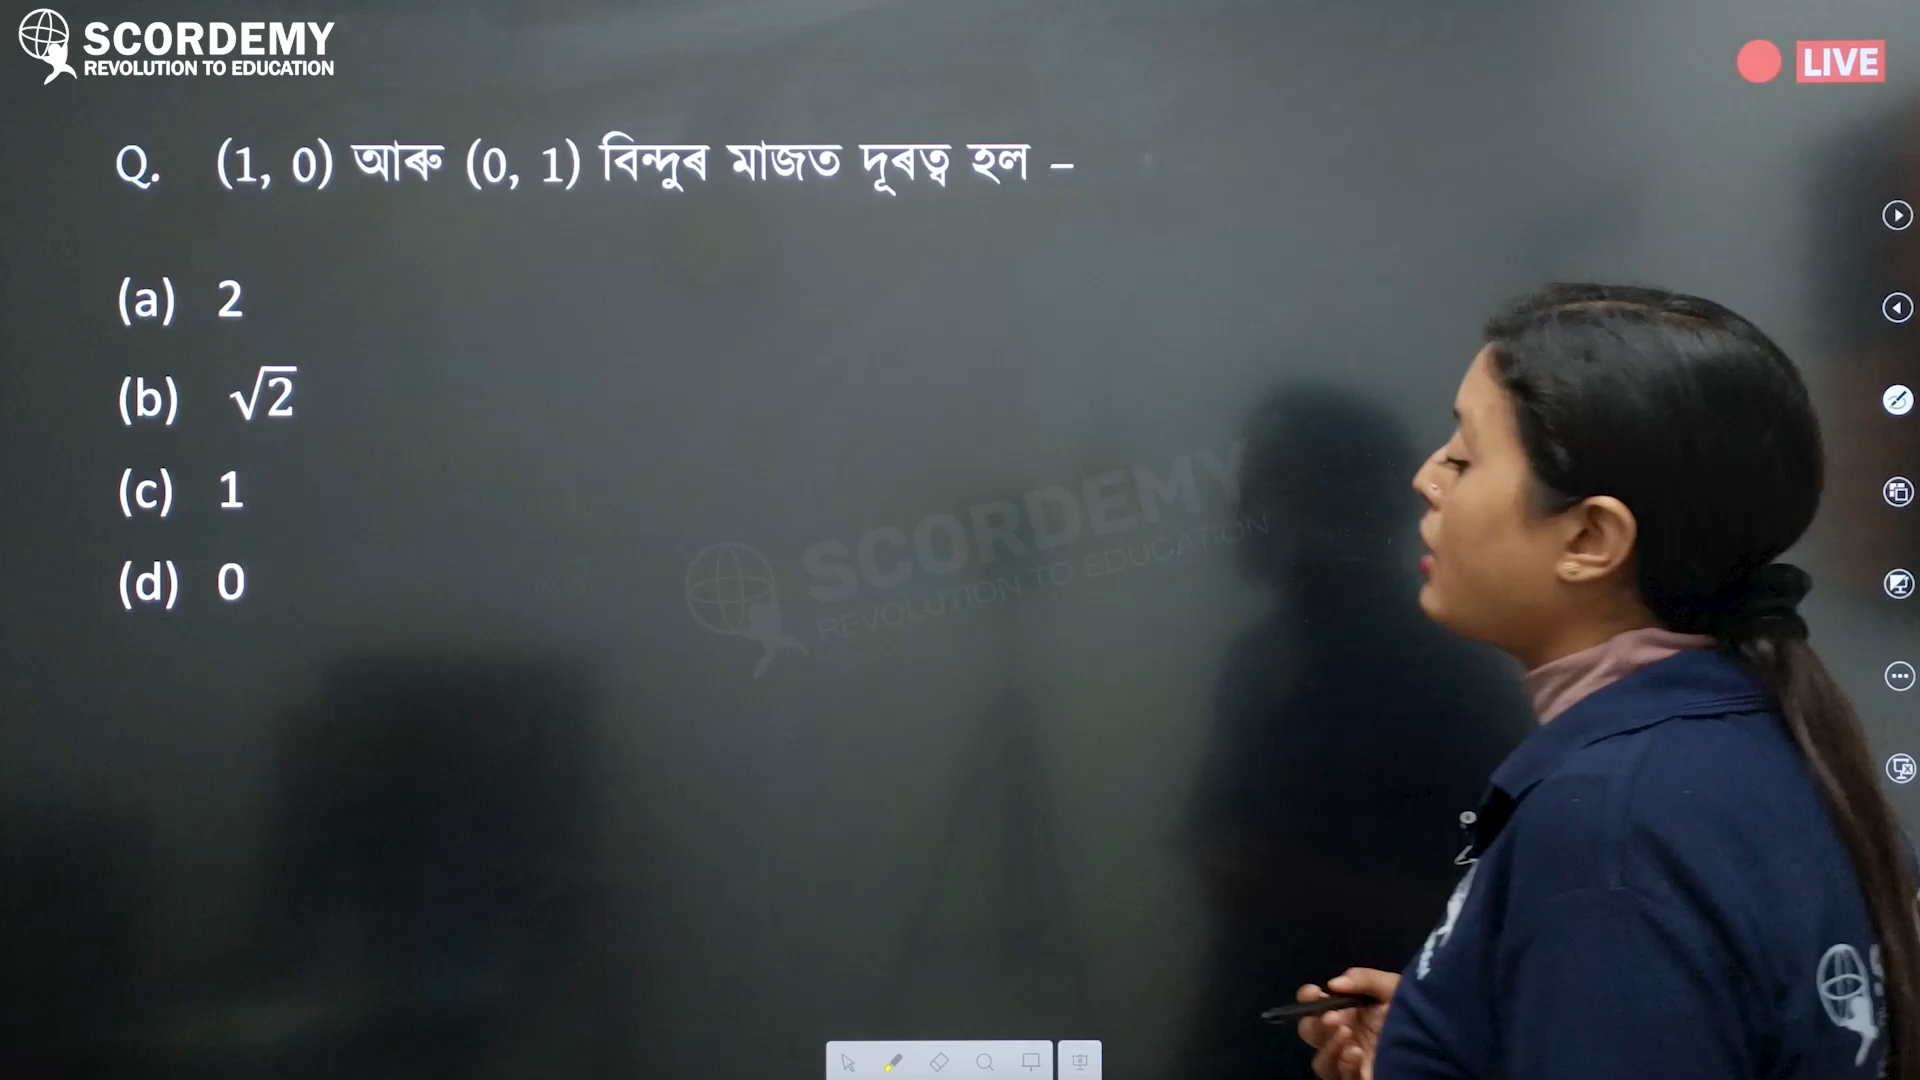 SCORDEMY
REVOLUTION TO EDUCATION
LIVE
Q. (1, 0) আৰু (0, 1) বিন্দুৰ মাজত দূৰত্ব হল –
(a) 2
(b) √2
(c) 1
(d) 0
SCORDEMY
REVOLUTION TO EDUCATION